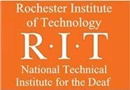 Rochester Institute
of Technology
R·I·T
National Technical
Institute for the Deaf